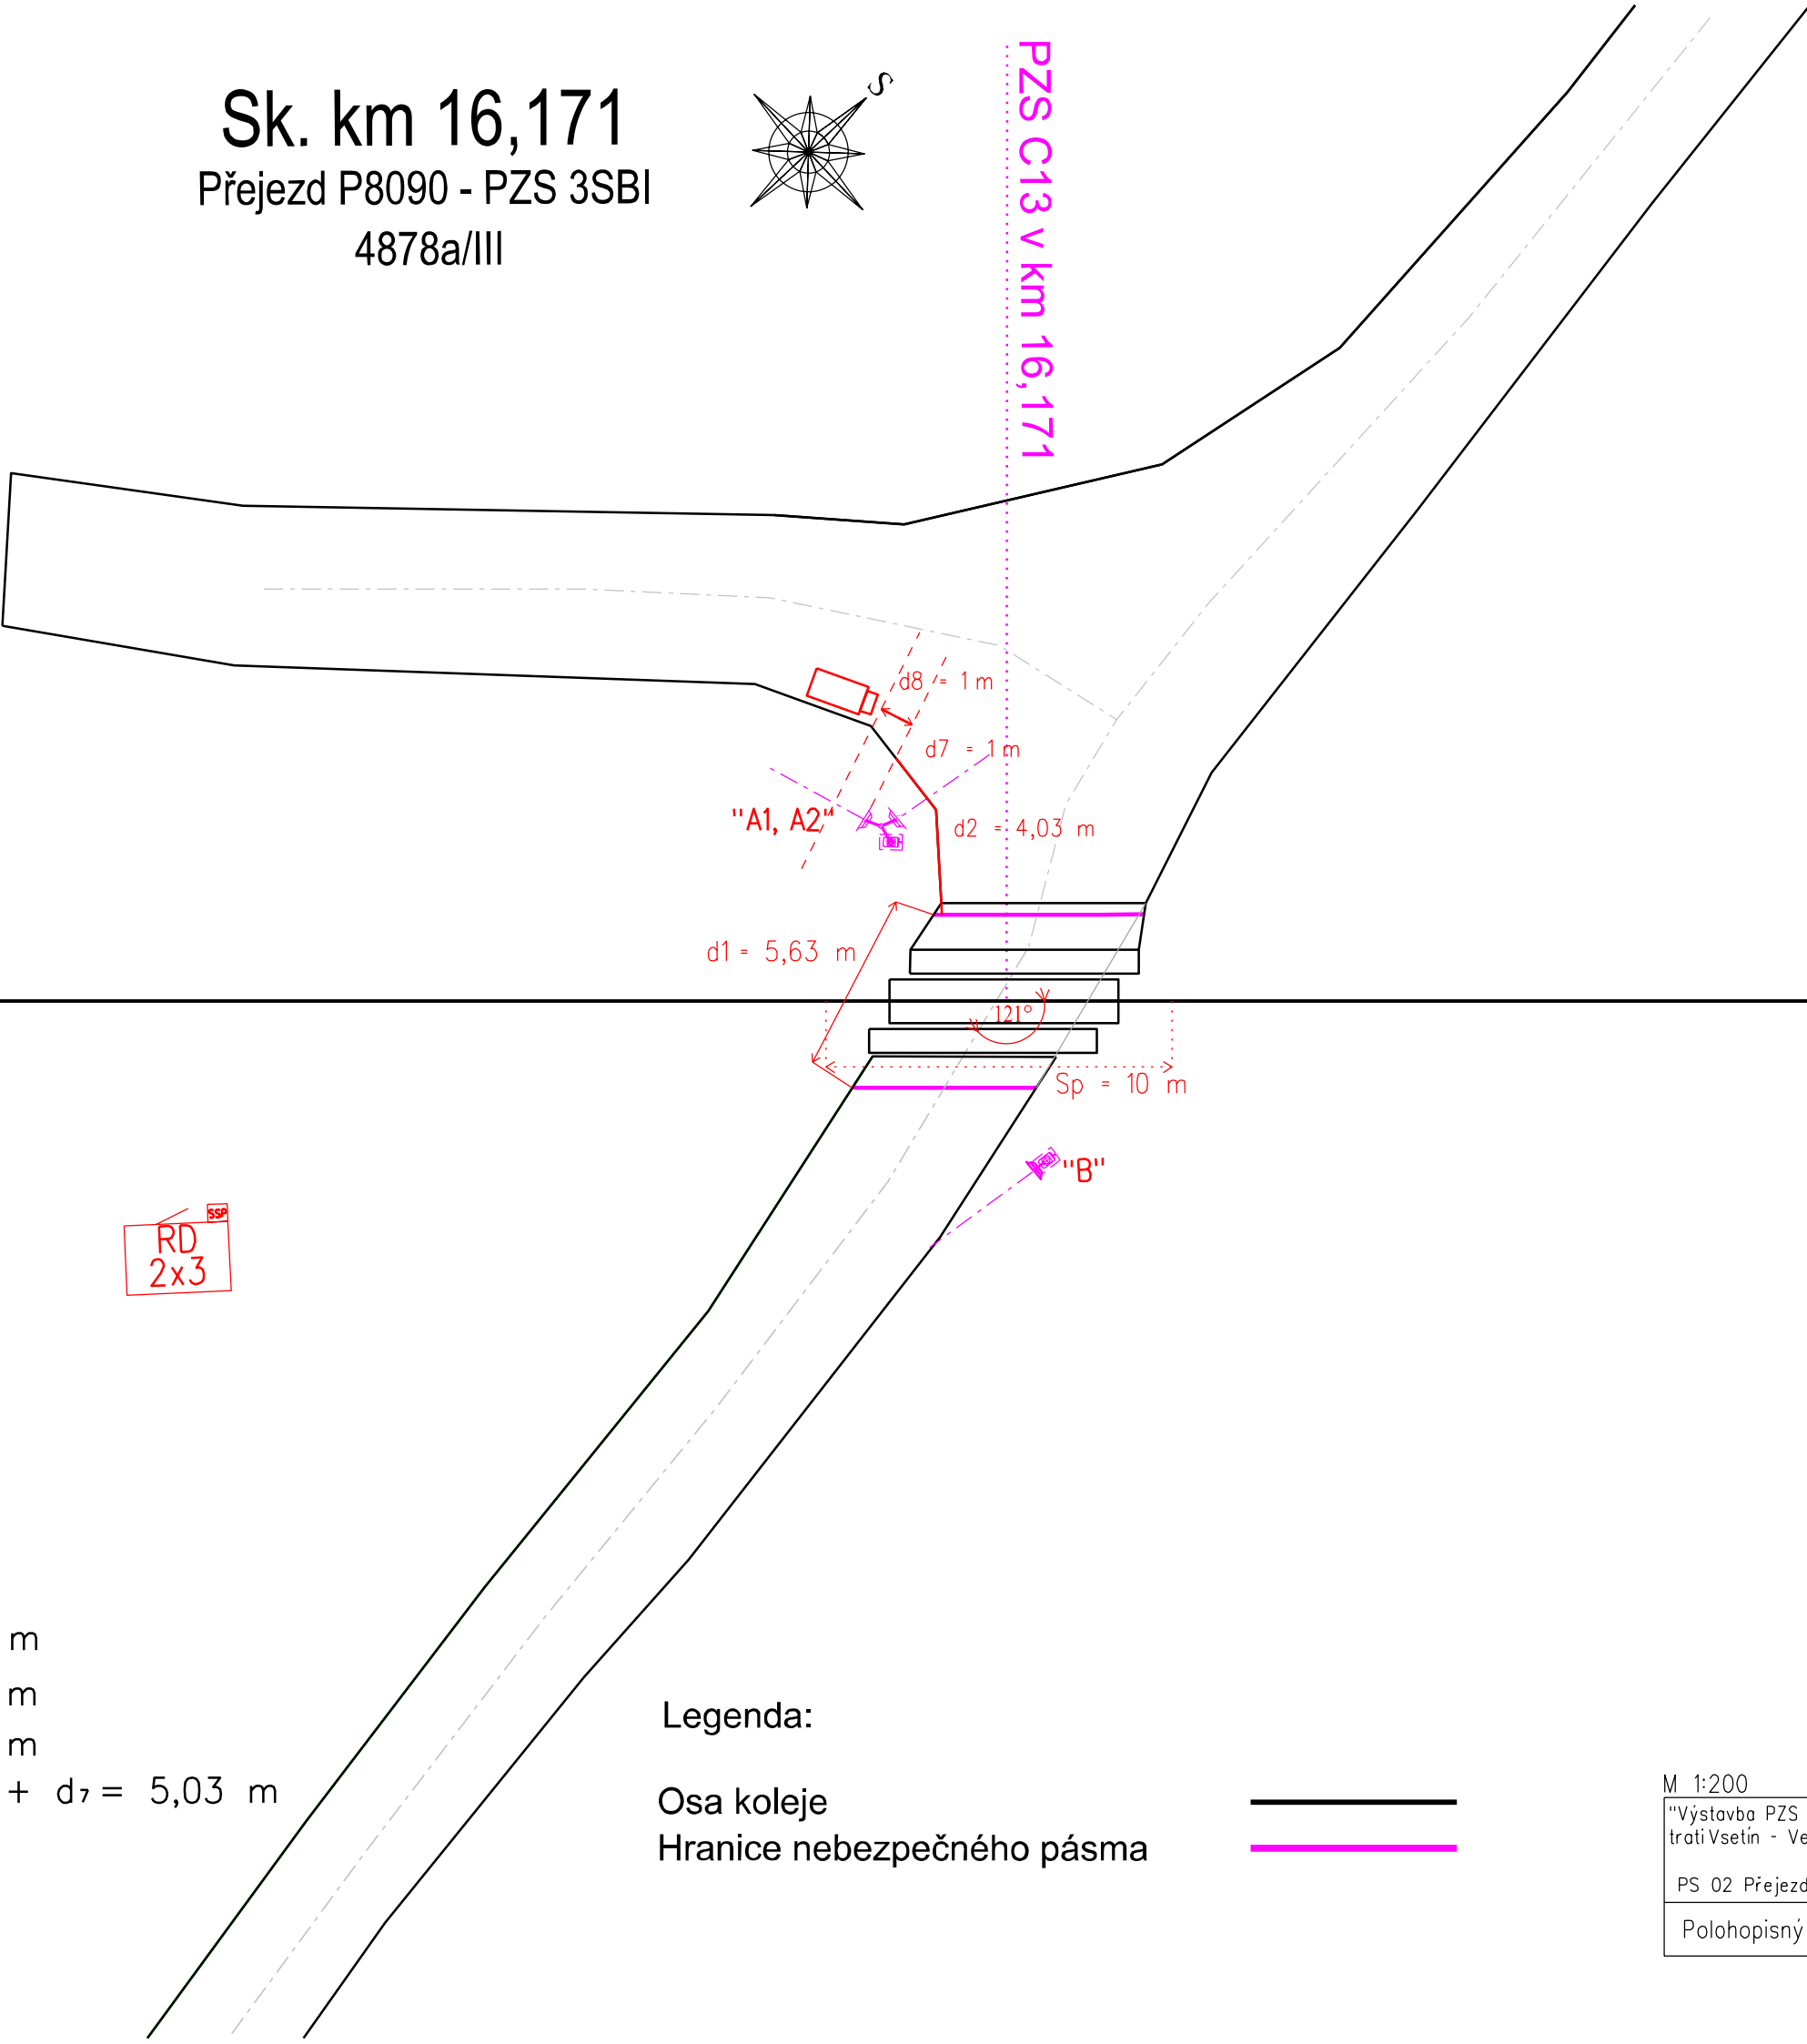 Sk. km 16,171
Přejezd P8090 - PZS 3SBI
4878a/III
S
PZS C13 v km 16,171
d8 = 1 m
d7 = 1 m
"A1, A2"
d2 = 4,03 m
d1 = 5,63 m
121°
Sp = 10 m
"B"
SSP
RD
2x3
m
m
m
+ d₇ = 5,03 m
Legenda:
Osa koleje
Hranice nebezpečného pásma
M 1:200
"Výstavba PZS
trati Vsetín - Ve
PS 02 Přejezd
Polohopisný